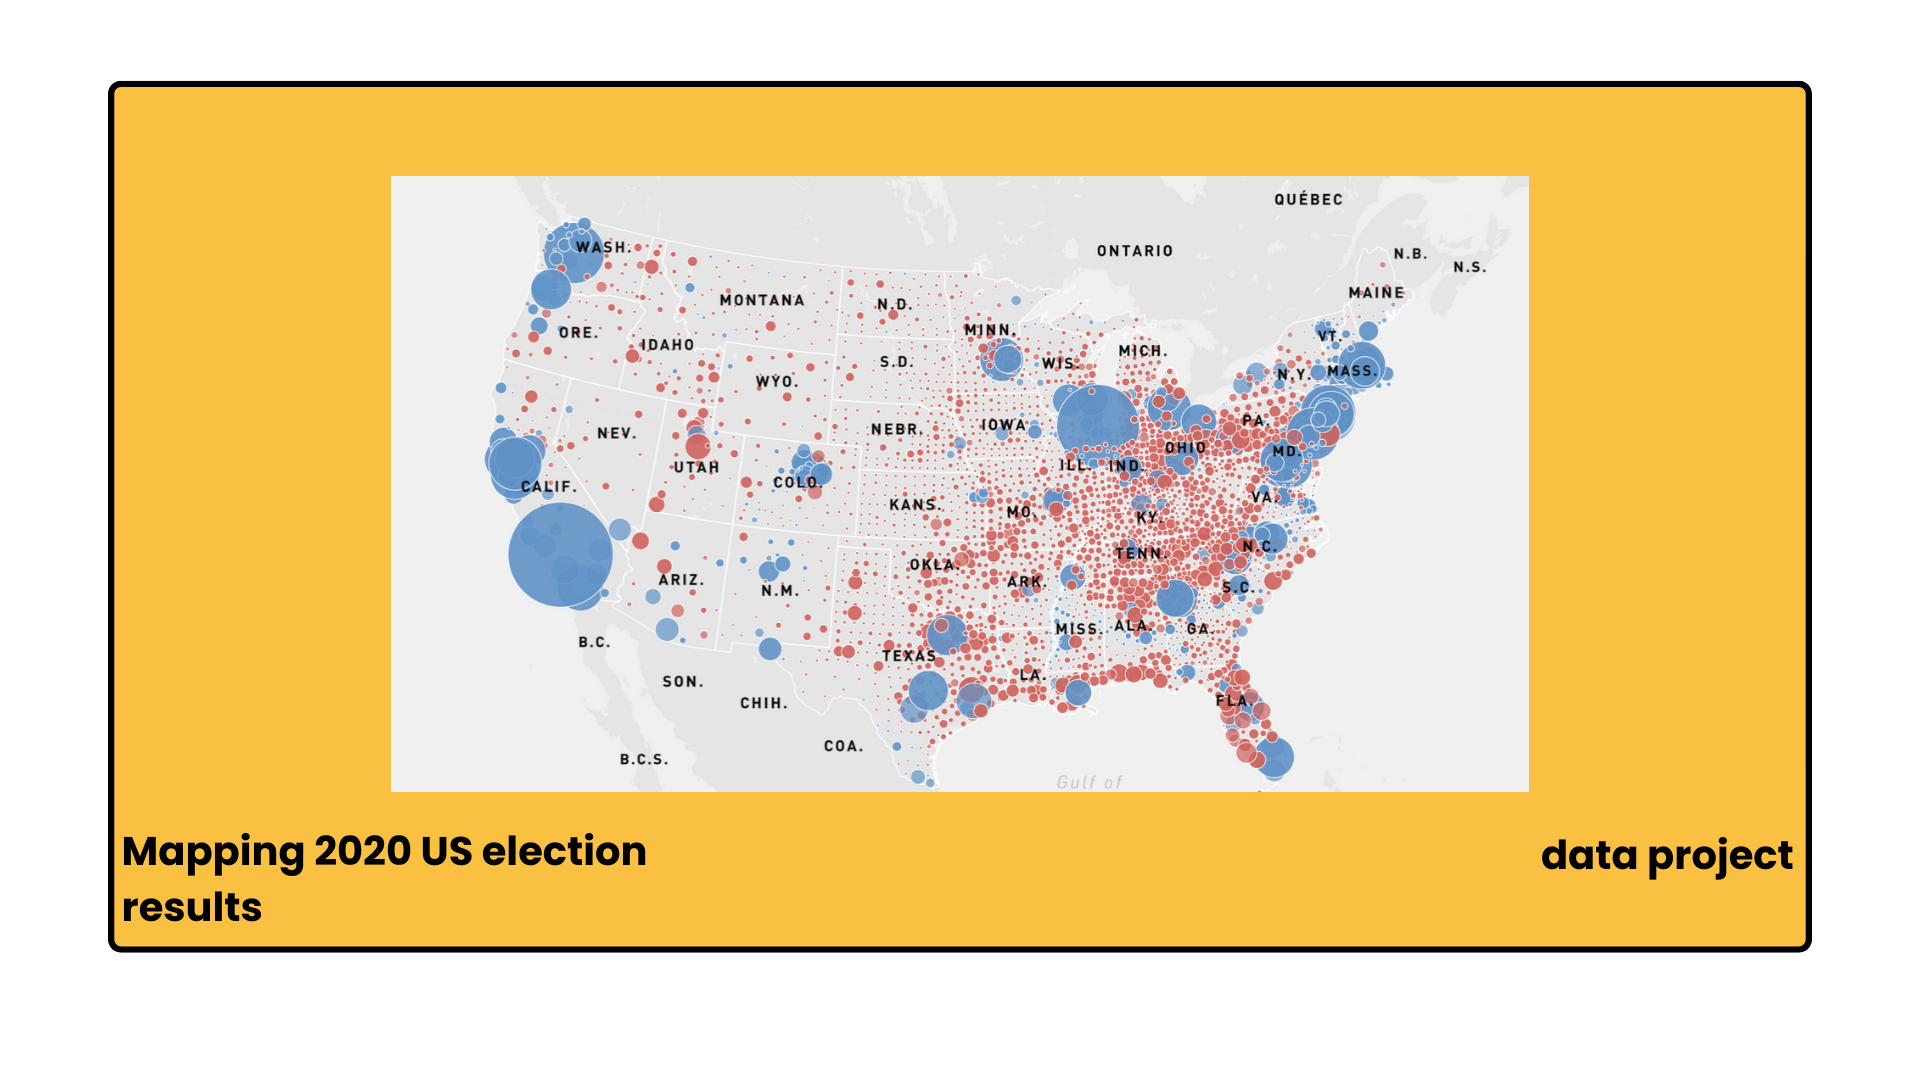 QUÉBEC
ONTARIO
N.B.
N.S.
WASH.
MAINE
MONTANA
N.D.
MINN.
ORE.
IDAHO
VT.
MICH.
S.D.
WIS.
N.Y.
MASS.
WYO.
PA.
IOWA
NEBR.
NEV.
OHIO
MD.
UTAH
ILL.
IND.
COLO.
CALIF.
VA.
KANS.
MO.
KY.
N.C.
TENN.
OKLA.
ARIZ.
ARK.
S.C.
N.M.
MISS.
ALA.
GA.
B.C.
TEXAS
LA.
SON.
FLA.
CHIH.
COA.
B.C.S.
Gulf of
Mapping 2020 US election
results
data project